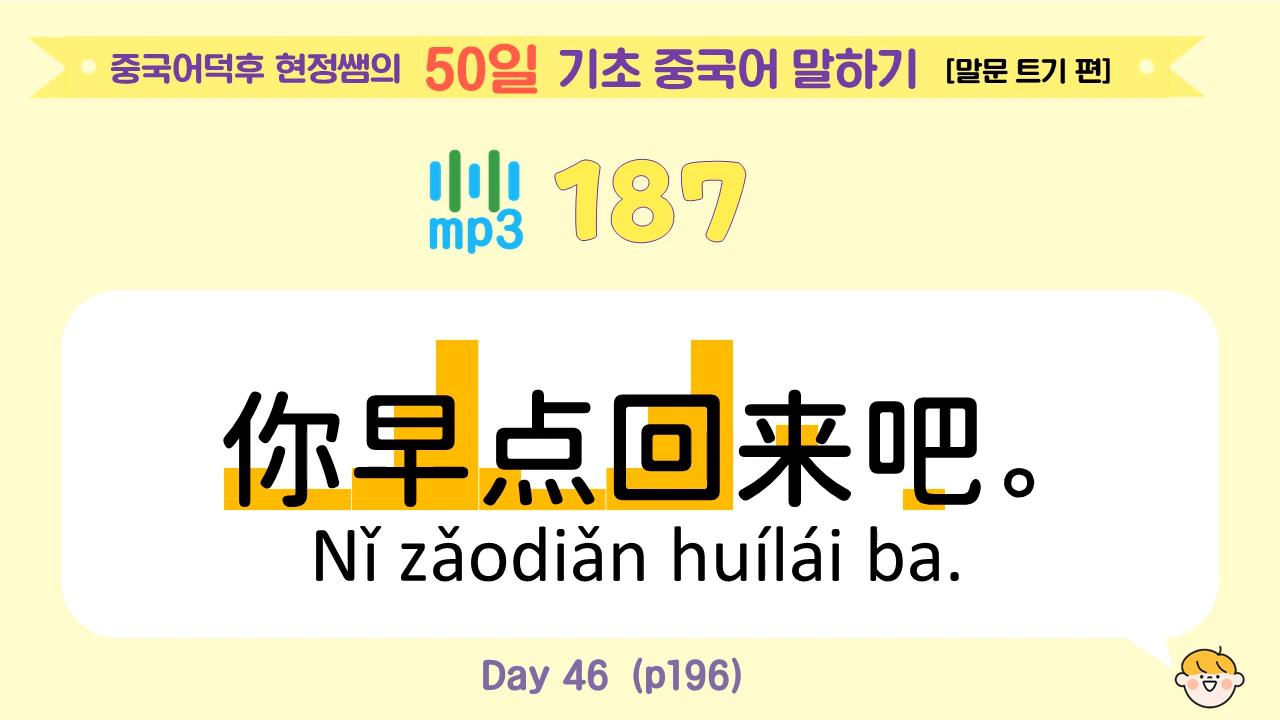 중국어덕후 현정쌤의 50일 기초 중국어 말하기 [말문 트기 편]
mp3 187
你早点回来吧。
Nǐ zǎodiǎn huílái ba.
Day 46 (p196)